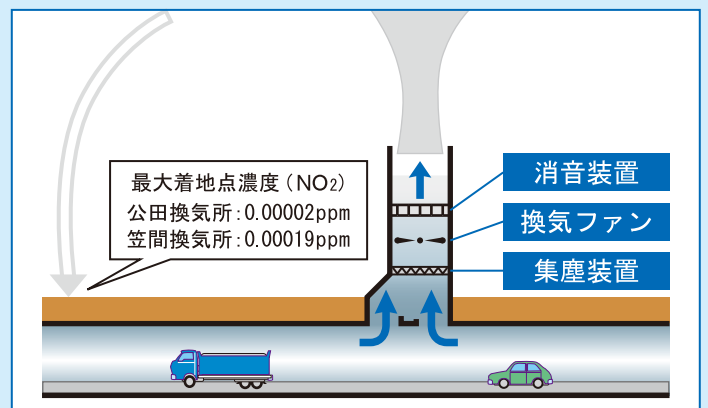 最大着地点濃度(NO2)
公田換気所:0.00002ppm
笠間換気所:0.00019ppm
消音装置
換気ファン
集塵装置